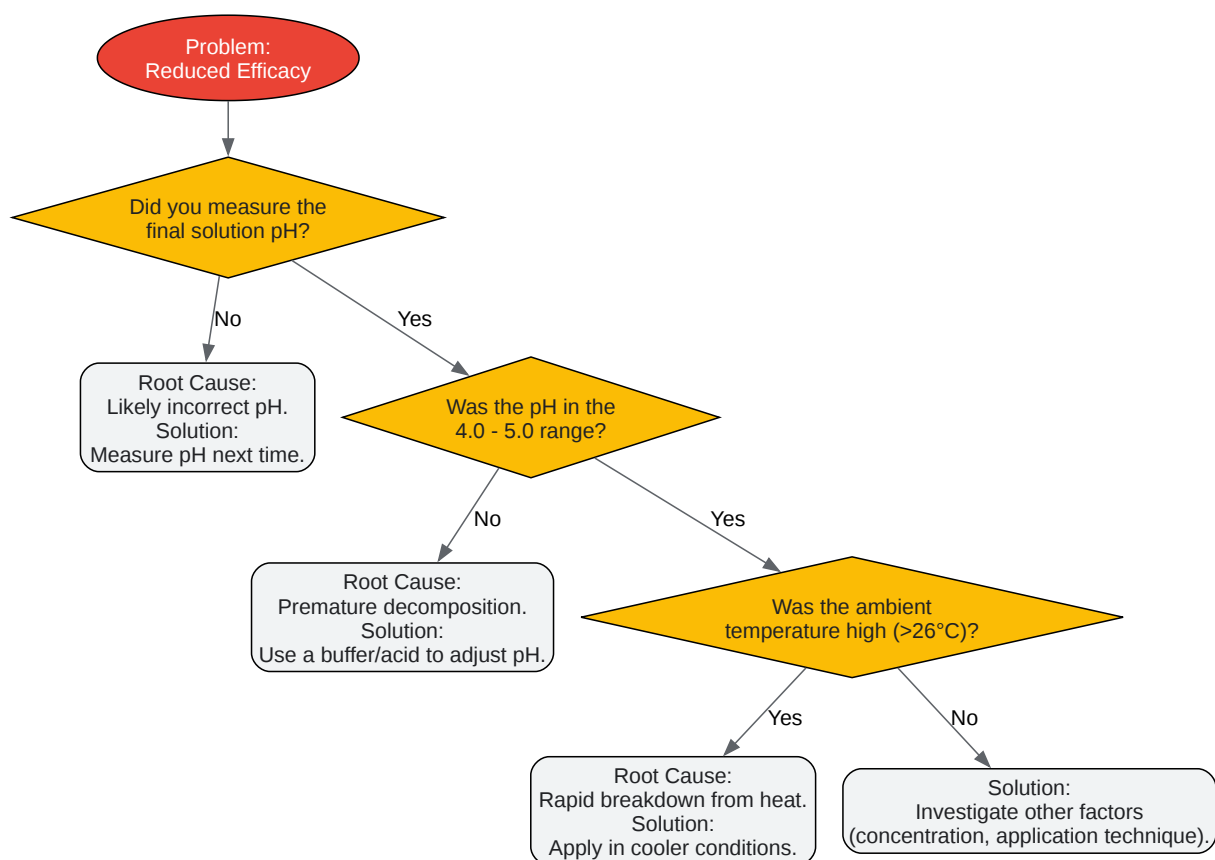 Problem:
Reduced Efficacy
Did you measure the
final solution pH?
No
Yes
Root Cause:
Likely incorrect pH.
Solution:
Measure pH next time.
Was the pH in the
4.0 - 5.0 range?
No
Yes
Root Cause:
Premature decomposition.
Solution:
Use a buffer/acid to adjust pH.
Was the ambient
temperature high (>26°C)?
Yes
No
Root Cause:
Rapid breakdown from heat.
Solution:
Apply in cooler conditions.
Solution:
Investigate other factors
(concentration, application technique).